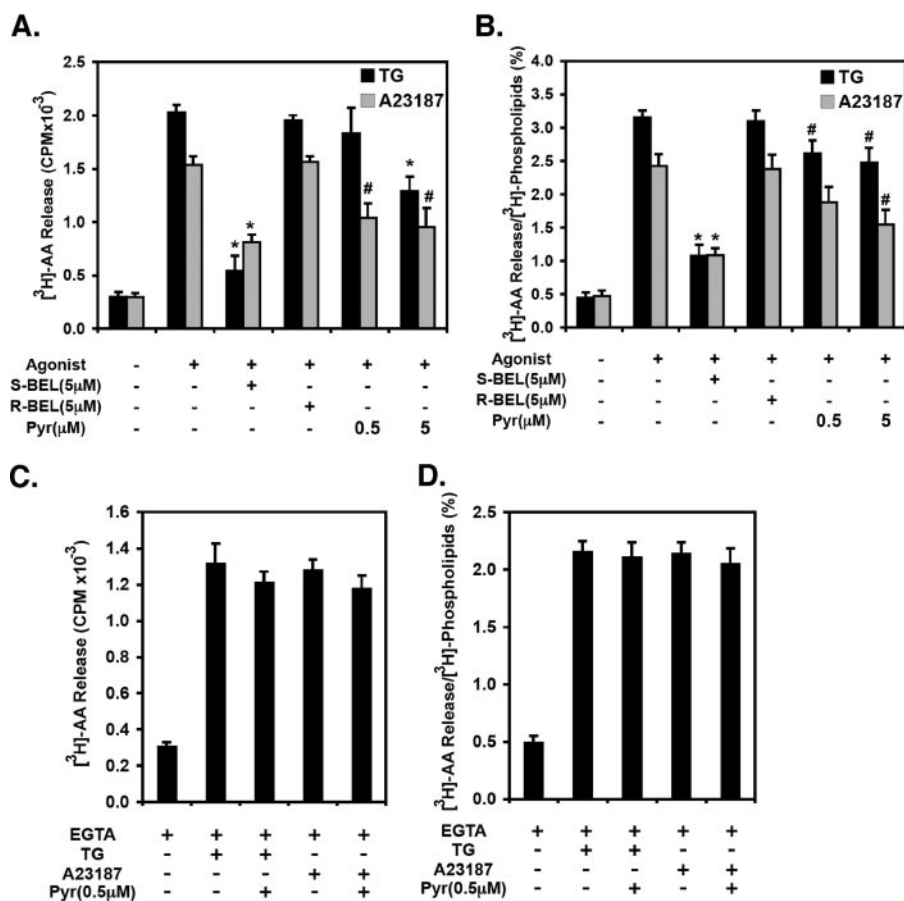 A.
[³H]-AA Release (CPMx10⁻³)
2.5
2.0
1.5
1.0
0.5
0.0
TG
A23187
* * # * #
Agonist - + + + + +
S-BEL(5µM) - - + - - -
R-BEL(5µM) - - - + - -
Pyr(µM) - - - - 0.5 5
B.
[³H]-AA Release/[³H]-Phospholipids (%)
4.0
3.5
3.0
2.5
2.0
1.5
1.0
0.5
0.0
TG
A23187
* * # # #
Agonist - + + + + +
S-BEL(5µM) - - + - - -
R-BEL(5µM) - - - + - -
Pyr(µM) - - - - 0.5 5
C.
[³H]-AA Release (CPM x10⁻³)
1.6
1.4
1.2
1.0
0.8
0.6
0.4
0.2
0.0
EGTA + + + + +
TG - + + - -
A23187 - - - + +
Pyr(0.5µM) - - + - +
D.
[³H]-AA Release/[³H]-Phospholipids (%)
2.5
2.0
1.5
1.0
0.5
0.0
EGTA + + + + +
TG - + + - -
A23187 - - - + +
Pyr(0.5µM) - - + - +